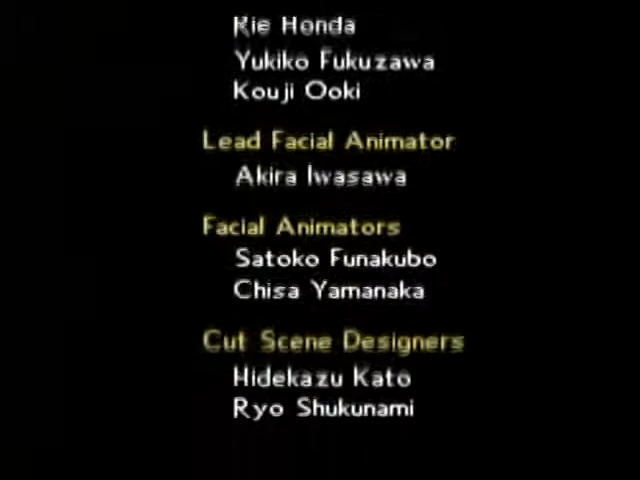 Rie Honda
Yukiko Fukuzawa
Kouji Ooki
Lead Facial Animator
Akira Iwasawa
Facial Animators
Satoko Funakubo
Chisa Yamanaka
Cut Scene Designers
Hidekazu Kato
Ryo Shukunami